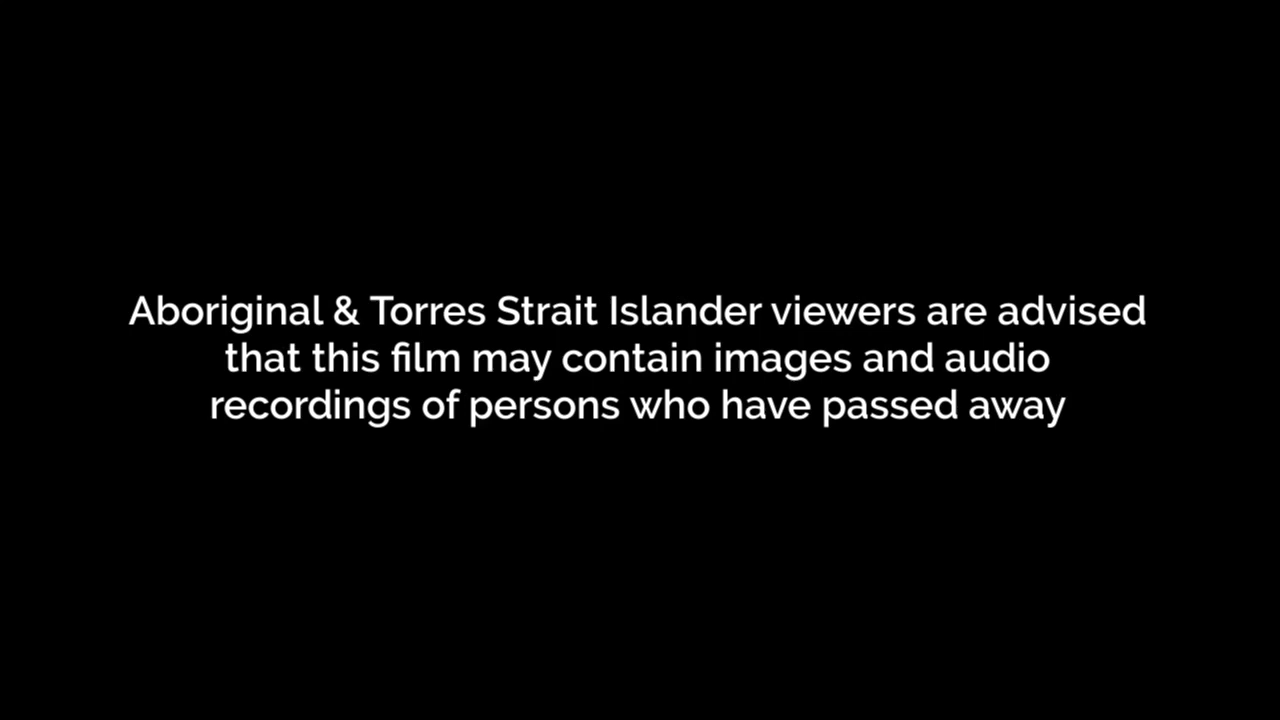 Aboriginal & Torres Strait Islander viewers are advised
that this film may contain images and audio
recordings of persons who have passed away